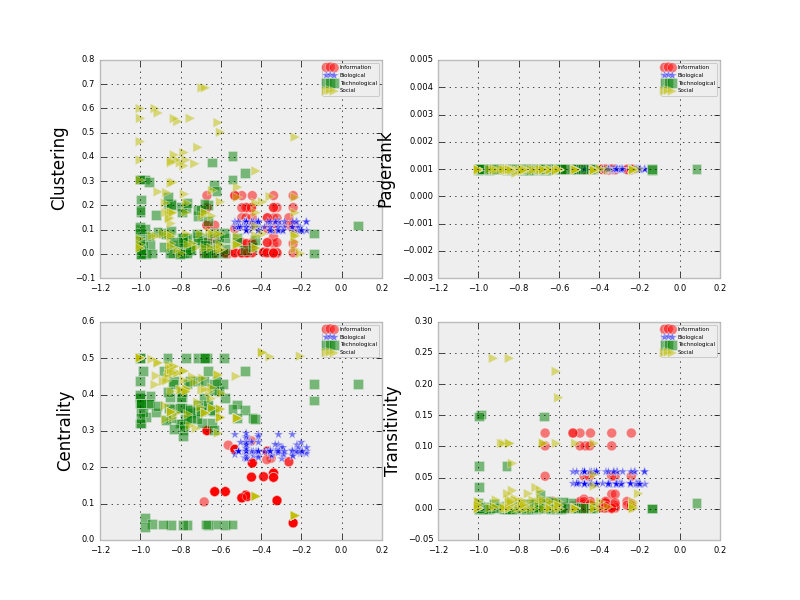 0.8
0.7
0.6
0.5
0.4
0.3
0.2
0.1
0.0
−0.1
−1.2 −1.0 −0.8 −0.6 −0.4 −0.2 0.0 0.2
Clustering
Information
Biological
Technological
Social
0.005
0.004
0.003
0.002
0.001
0.000
−0.001
−0.002
−0.003
−1.2 −1.0 −0.8 −0.6 −0.4 −0.2 0.0 0.2
Pagerank
Information
Biological
Technological
Social
0.6
0.5
0.4
0.3
0.2
0.1
0.0
−1.2 −1.0 −0.8 −0.6 −0.4 −0.2 0.0 0.2
Centrality
Information
Biological
Technological
Social
0.30
0.25
0.20
0.15
0.10
0.05
0.00
−0.05
−1.2 −1.0 −0.8 −0.6 −0.4 −0.2 0.0 0.2
Transitivity
Information
Biological
Technological
Social